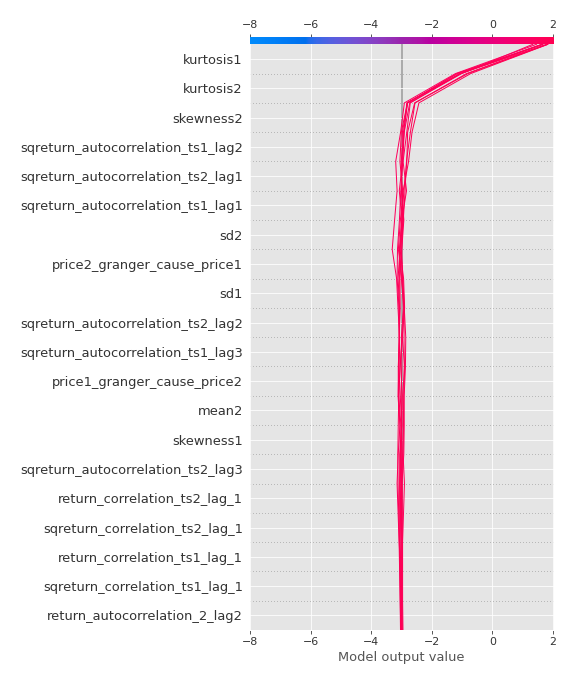 −8 −6 −4 −2 0 2
kurtosis1
kurtosis2
skewness2
sqreturn_autocorrelation_ts1_lag2
sqreturn_autocorrelation_ts2_lag1
sqreturn_autocorrelation_ts1_lag1
sd2
price2_granger_cause_price1
sd1
sqreturn_autocorrelation_ts2_lag2
sqreturn_autocorrelation_ts1_lag3
price1_granger_cause_price2
mean2
skewness1
sqreturn_autocorrelation_ts2_lag3
return_correlation_ts2_lag_1
sqreturn_correlation_ts2_lag_1
return_correlation_ts1_lag_1
sqreturn_correlation_ts1_lag_1
return_autocorrelation_2_lag2
−8 −6 −4 −2 0 2
Model output value